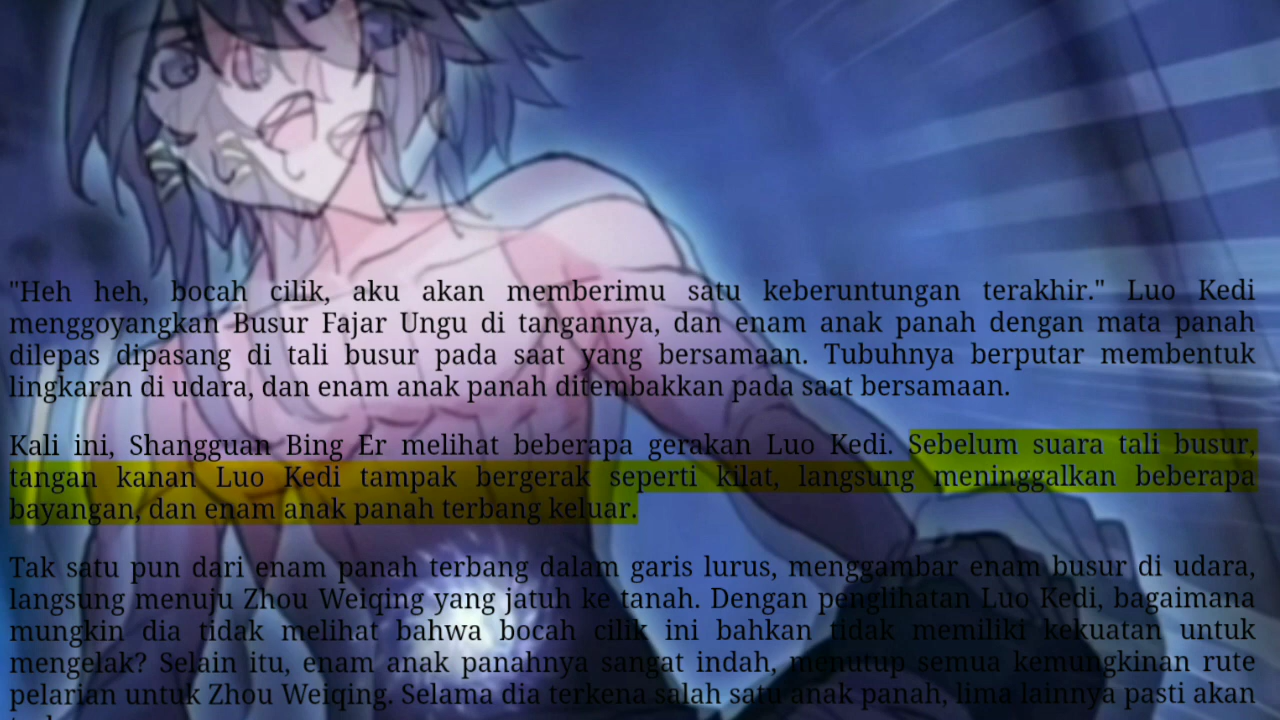 "Heh heh, bocah cilik, aku akan memberimu satu keberuntungan terakhir." Luo Kedi
menggoyangkan Busur Fajar Ungu di tangannya, dan enam anak panah dengan mata panah
dilepas dipasang di tali busur pada saat yang bersamaan. Tubuhnya berputar membentuk
lingkaran di udara, dan enam anak panah ditembakkan pada saat bersamaan.
Kali ini, Shangguan Bing Er melihat beberapa gerakan Luo Kedi. Sebelum suara tali busur,
tangan kanan Luo Kedi tampak bergerak seperti kilat, langsung meninggalkan beberapa
bayangan, dan enam anak panah terbang keluar.
Tak satu pun dari enam panah terbang dalam garis lurus, menggambar enam busur di udara,
langsung menuju Zhou Weiqing yang jatuh ke tanah. Dengan penglihatan Luo Kedi, bagaimana
mungkin dia tidak melihat bahwa bocah cilik ini bahkan tidak memiliki kekuatan untuk
mengelak? Selain itu, enam anak panahnya sangat indah, menutup semua kemungkinan rute
pelarian untuk Zhou Weiqing. Selama dia terkena salah satu anak panah, lima lainnya pasti akan